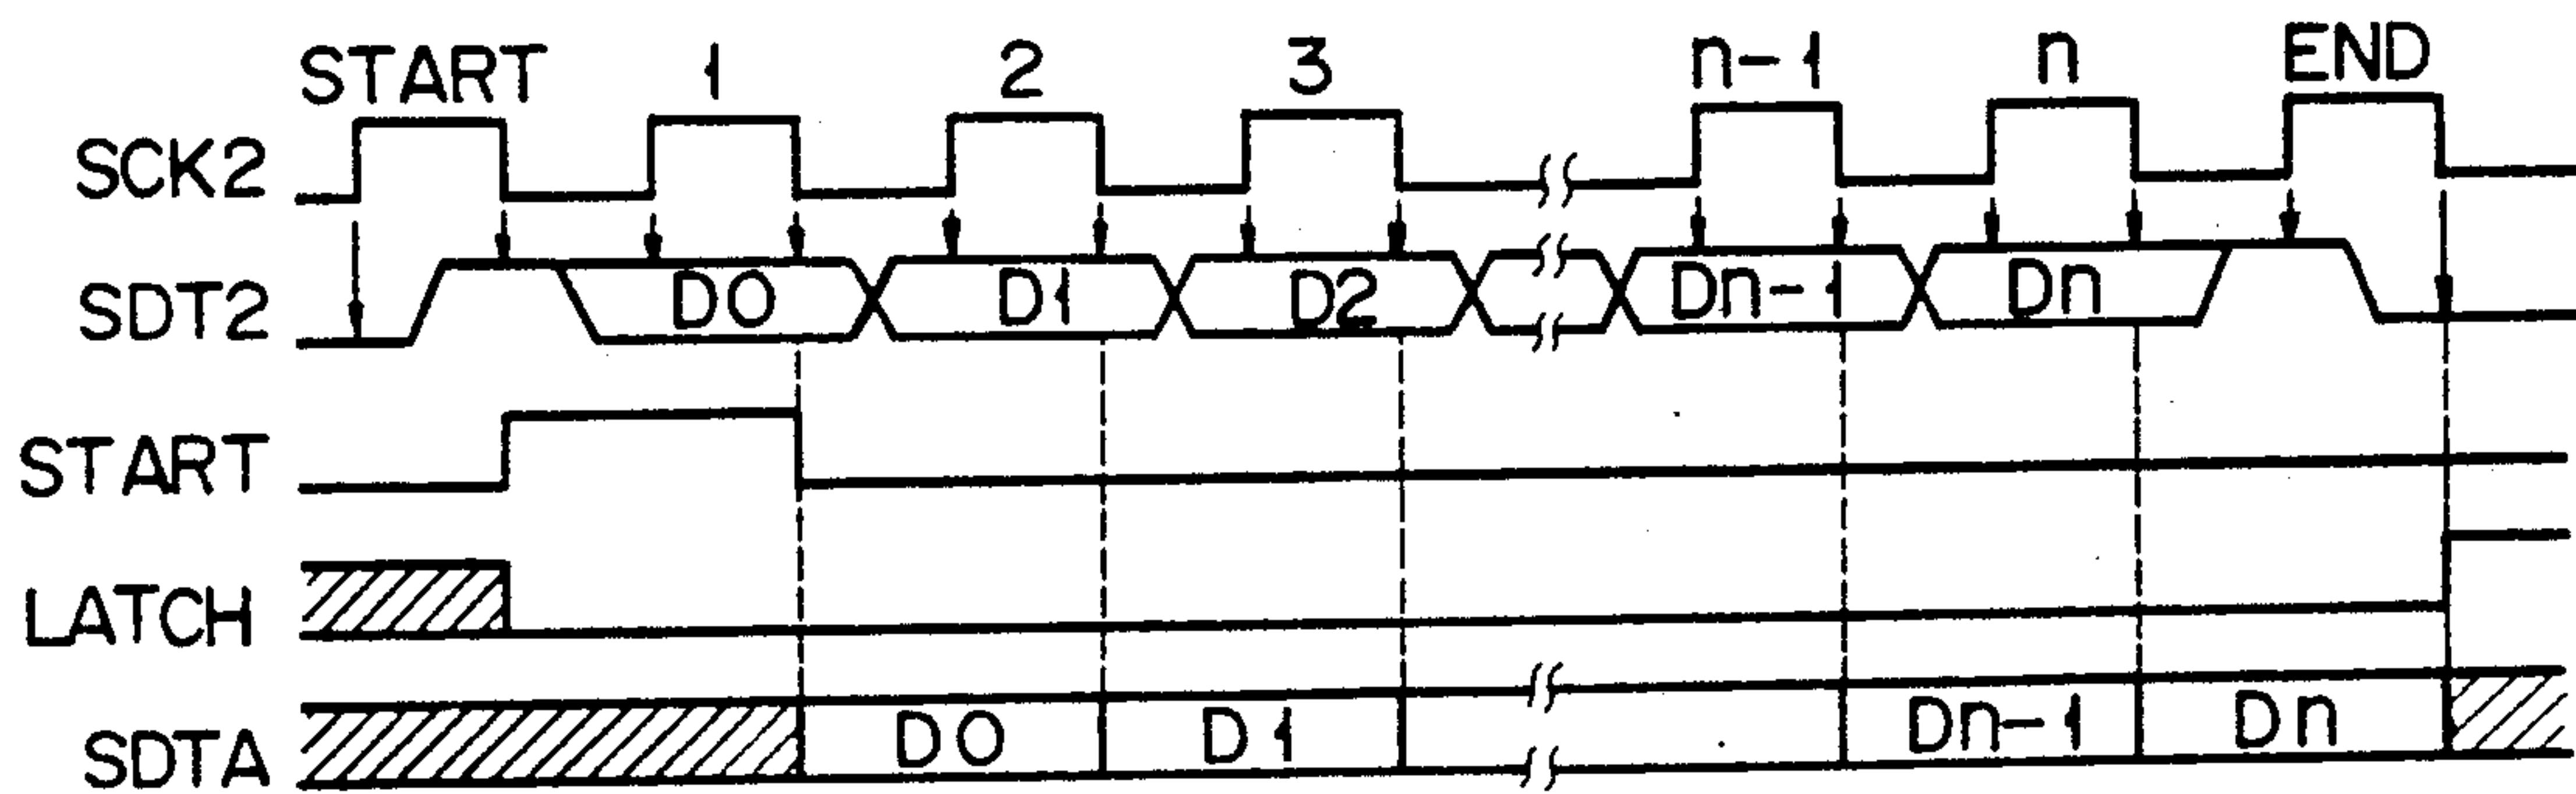 START 1 2 3 n-1 n END
SCK2
SDT2 D0 D1 D2 Dn-1 Dn
START
LATCH
SDTA D0 D1 Dn-1 Dn